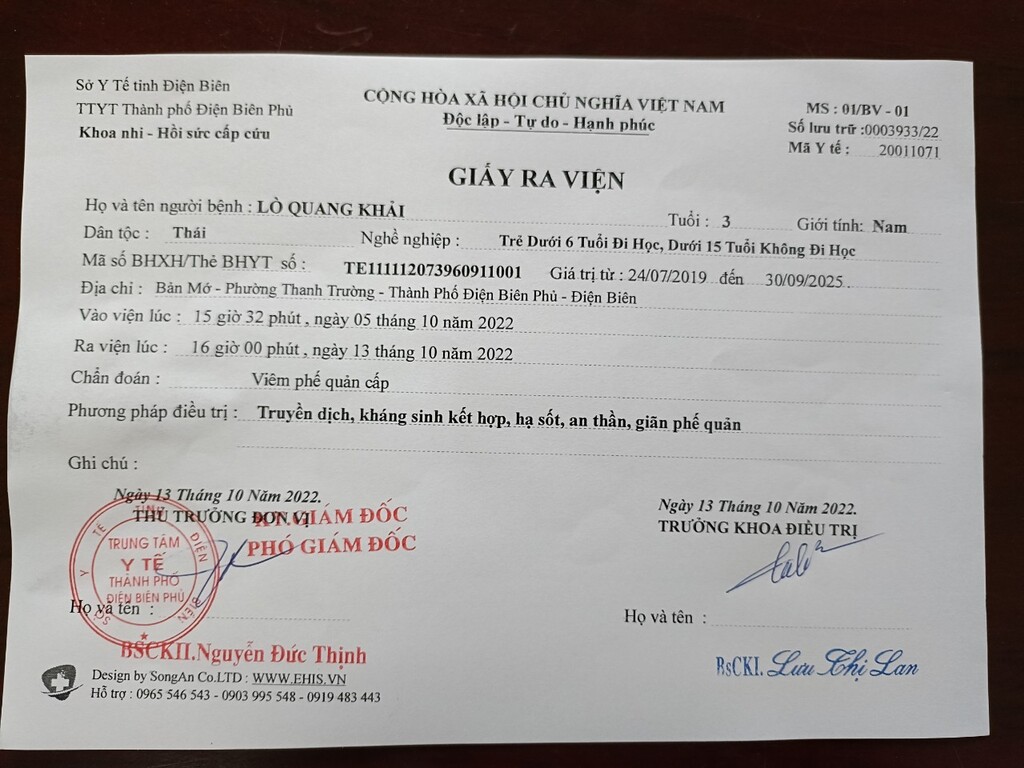 Sở Y Tế tỉnh Điện Biên
TTYT Thành phố Điện Biên Phủ
Khoa nhi - Hồi sức cấp cứu
CỘNG HÒA XÃ HỘI CHỦ NGHĨA VIỆT NAM
Độc lập - Tự do - Hạnh phúc
MS : 01/BV - 01
Số lưu trữ :0003933/22
Mã Y tế : 20011071
GIẤY RA VIỆN
Họ và tên người bệnh : LÒ QUANG KHẢI Tuổi : 3 Giới tính: Nam
Dân tộc : Thái Nghề nghiệp : Trẻ Dưới 6 Tuổi Đi Học, Dưới 15 Tuổi Không Đi Học
Mã số BHXH/Thẻ BHYT số : TE111112073960911001 Giá trị từ : 24/07/2019 đến 30/09/2025 .
Địa chỉ : Bản Mớ - Phường Thanh Trường - Thành Phố Điện Biên Phủ - Điện Biên
Vào viện lúc : 15 giờ 32 phút , ngày 05 tháng 10 năm 2022
Ra viện lúc : 16 giờ 00 phút , ngày 13 tháng 10 năm 2022
Chẩn đoán : Viêm phế quản cấp
Phương pháp điều trị : Truyền dịch, kháng sinh kết hợp, hạ sốt, an thần, giãn phế quản
Ghi chú :
Ngày 13 Tháng 10 Năm 2022.
THỦ TRƯỞNG ĐƠN VỊ
GIÁM ĐỐC
PHÓ GIÁM ĐỐC
SỞ Y TẾ TỈNH ĐIỆN BIÊN
TRUNG TÂM
Y TẾ
THÀNH PHỐ
ĐIỆN BIÊN PHỦ
Họ và tên :
BSCKII.Nguyễn Đức Thịnh
Ngày 13 Tháng 10 Năm 2022.
TRƯỞNG KHOA ĐIỀU TRỊ
Họ và tên :
BsCKI. Lưu Thị Lan
Design by SongAn Co.LTD : WWW.EHIS.VN
Hỗ trợ : 0965 546 543 - 0903 995 548 - 0919 483 443